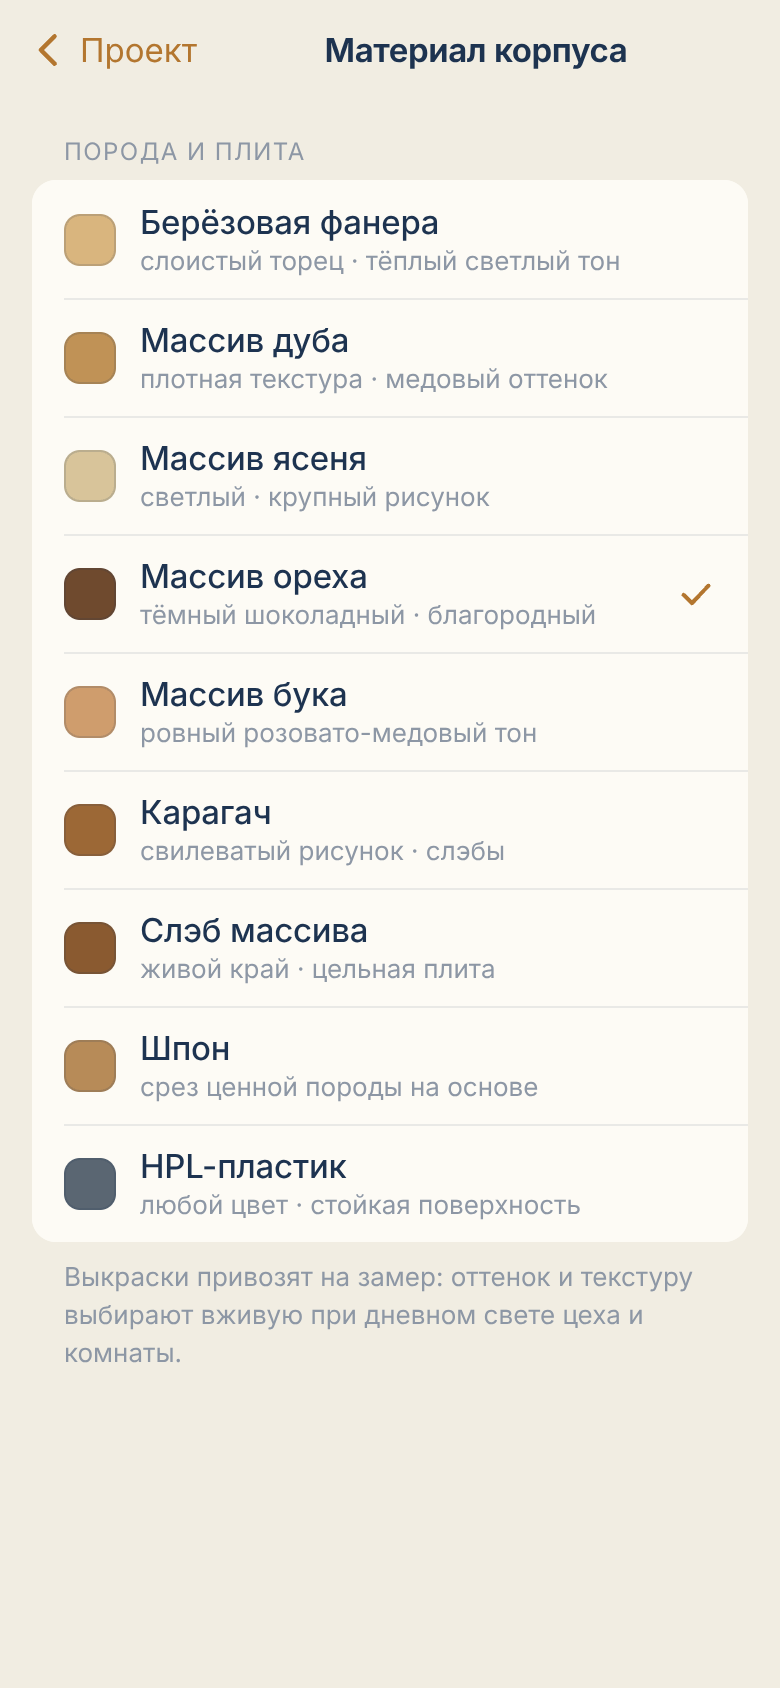 Проект
Материал корпуса
ПОРОДА И ПЛИТА
Берёзовая фанера
слоистый торец · тёплый светлый тон
Массив дуба
плотная текстура · медовый оттенок
Массив ясеня
светлый · крупный рисунок
Массив ореха
тёмный шоколадный · благородный
Массив бука
ровный розовато-медовый тон
Карагач
свилеватый рисунок · слэбы
Слэб массива
живой край · цельная плита
Шпон
срез ценной породы на основе
HPL-пластик
любой цвет · стойкая поверхность
Выкраски привозят на замер: оттенок и текстуру
выбирают вживую при дневном свете цеха и
комнаты.